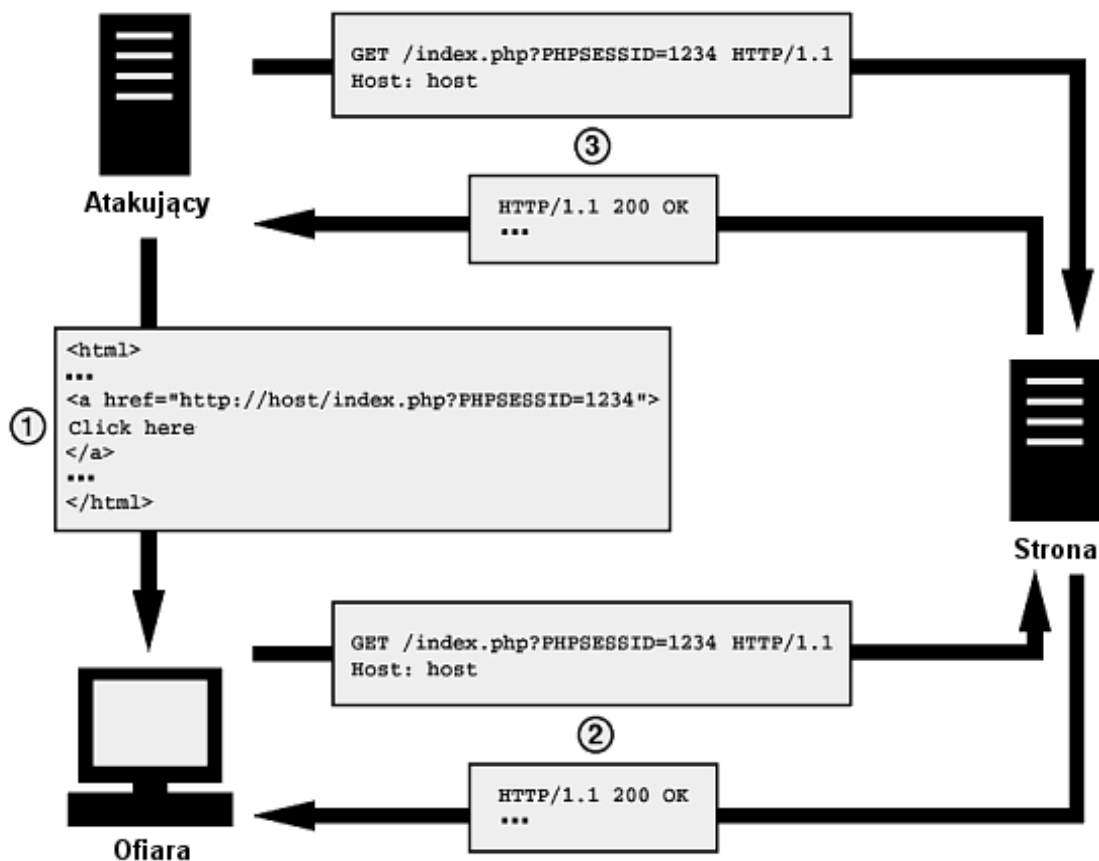 GET /index.php?PHPSESSID=1234 HTTP/1.1
Host: host
③
Atakujący
HTTP/1.1 200 OK
...
<html>
...
<a href="http://host/index.php?PHPSESSID=1234">
①
Click here
</a>
...
</html>
Strona
GET /index.php?PHPSESSID=1234 HTTP/1.1
Host: host
②
HTTP/1.1 200 OK
...
Ofiara